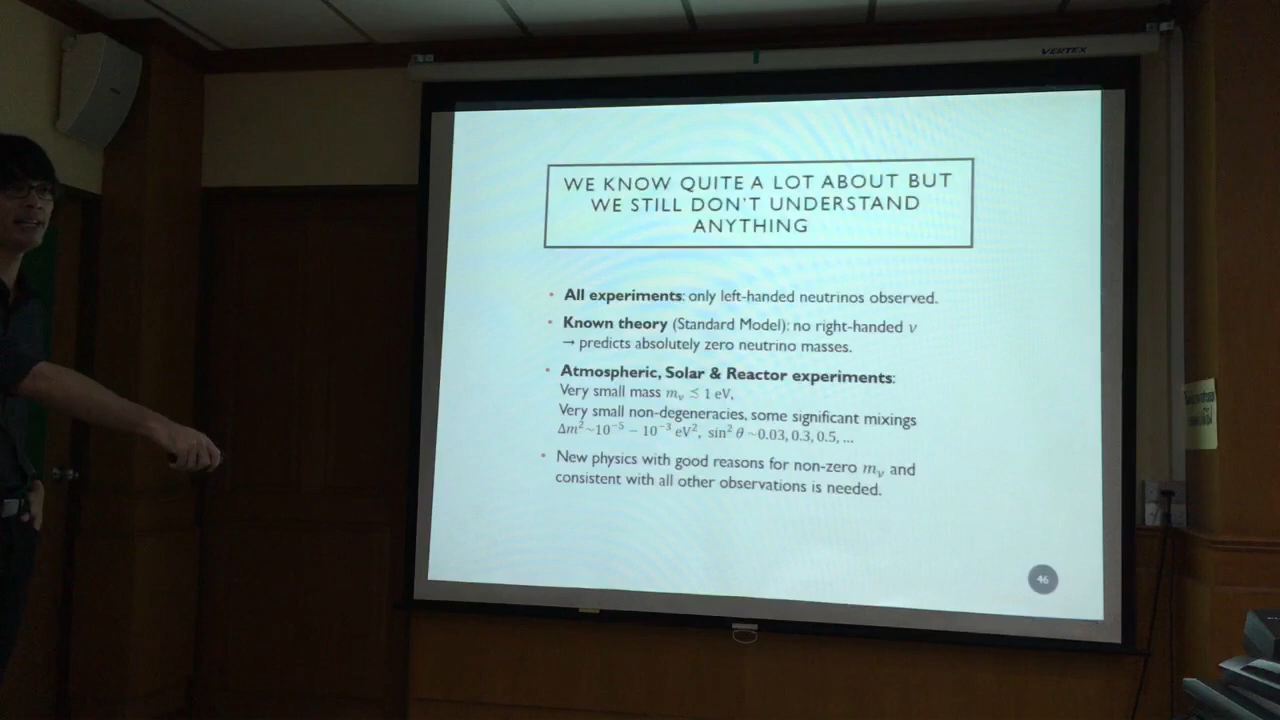 VERTEX
WE KNOW QUITE A LOT ABOUT BUT
WE STILL DON'T UNDERSTAND
ANYTHING
• All experiments: only left-handed neutrinos observed.
• Known theory (Standard Model): no right-handed ν
→ predicts absolutely zero neutrino masses.
• Atmospheric, Solar & Reactor experiments:
Very small mass mᵥ ≲ 1 eV,
Very small non-degeneracies, some significant mixings
Δm² ~10⁻⁵ – 10⁻³ eV², sin² θ ~0.03, 0.3, 0.5, ...
• New physics with good reasons for non-zero mᵥ and
consistent with all other observations is needed.
46